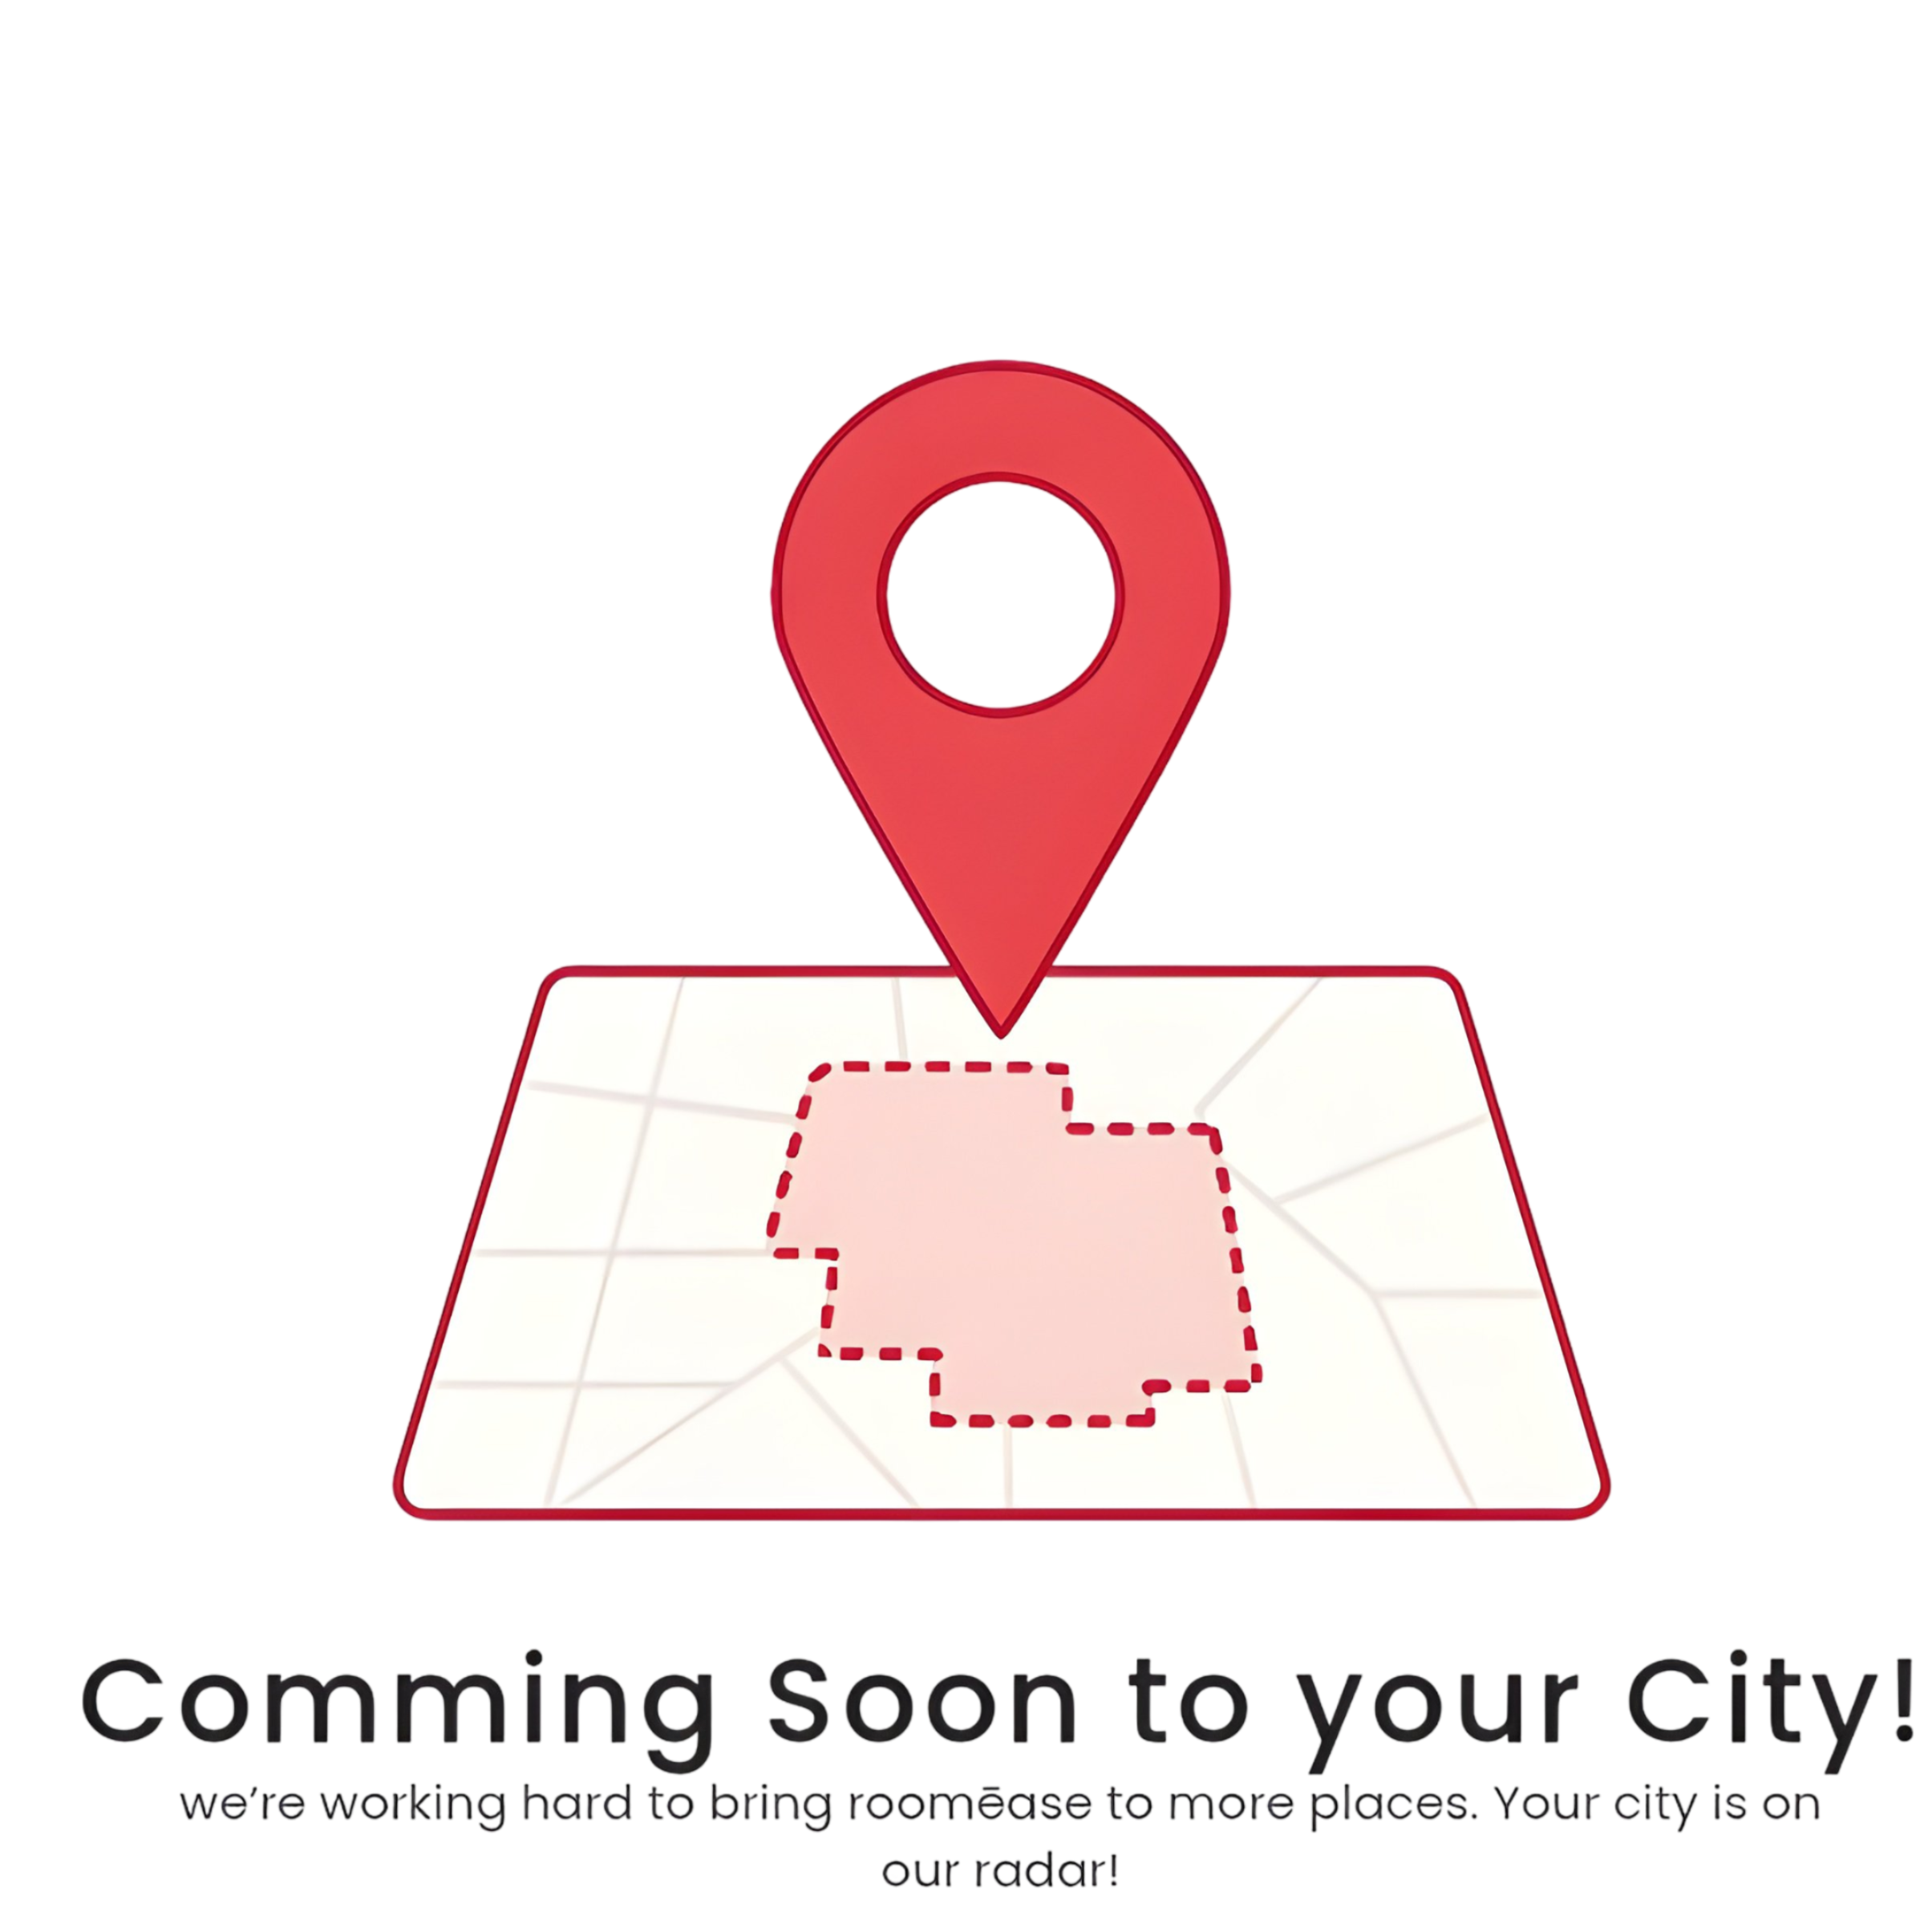 Comming Soon to your City!
we’re working hard to bring roomēase to more places. Your city is on
our radar!